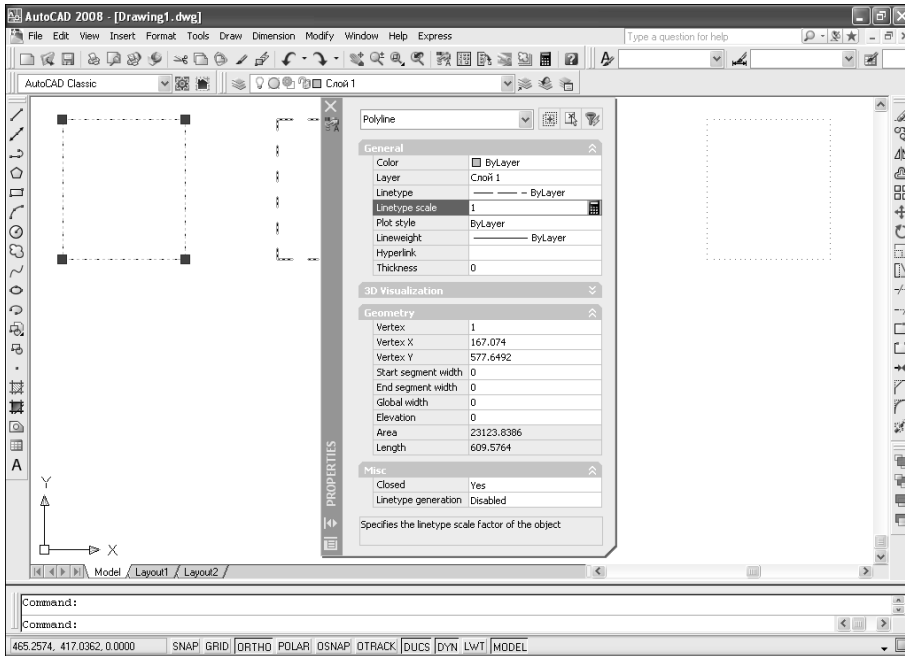 AutoCAD 2008 - [Drawing1.dwg]
File Edit View Insert Format Tools Draw Dimension Modify Window Help Express
Type a question for help
AutoCAD Classic
Слой 1
Polyline
General
Color ByLayer
Layer Слой 1
Linetype ByLayer
Linetype scale 1
Plot style ByLayer
Lineweight ByLayer
Hyperlink
Thickness 0
3D Visualization
Geometry
Vertex 1
Vertex X 167.074
Vertex Y 577.6492
Start segment width 0
End segment width 0
Global width 0
Elevation 0
Area 23123.8386
Length 609.5764
Misc
Closed Yes
Linetype generation Disabled
Specifies the linetype scale factor of the object
PROPERTIES
A
Y
X
Model Layout1 Layout2
Command:
Command:
465.2574, 417.0362, 0.0000 SNAP GRID ORTHO POLAR OSNAP OTRACK DUCS DYN LWT MODEL